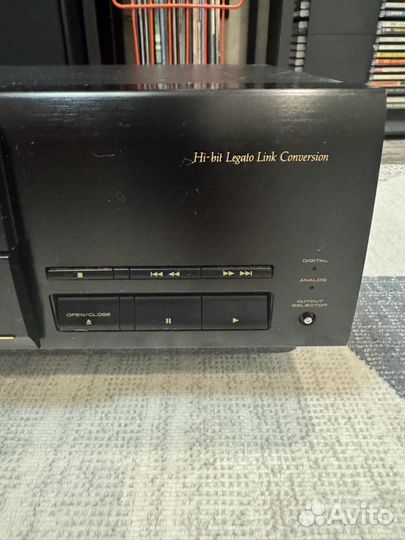 Hi-bit Legato Link Conversion
DIGITAL
ANALOG
OUTPUT
SELECTOR
OPEN/CLOSE
Avito